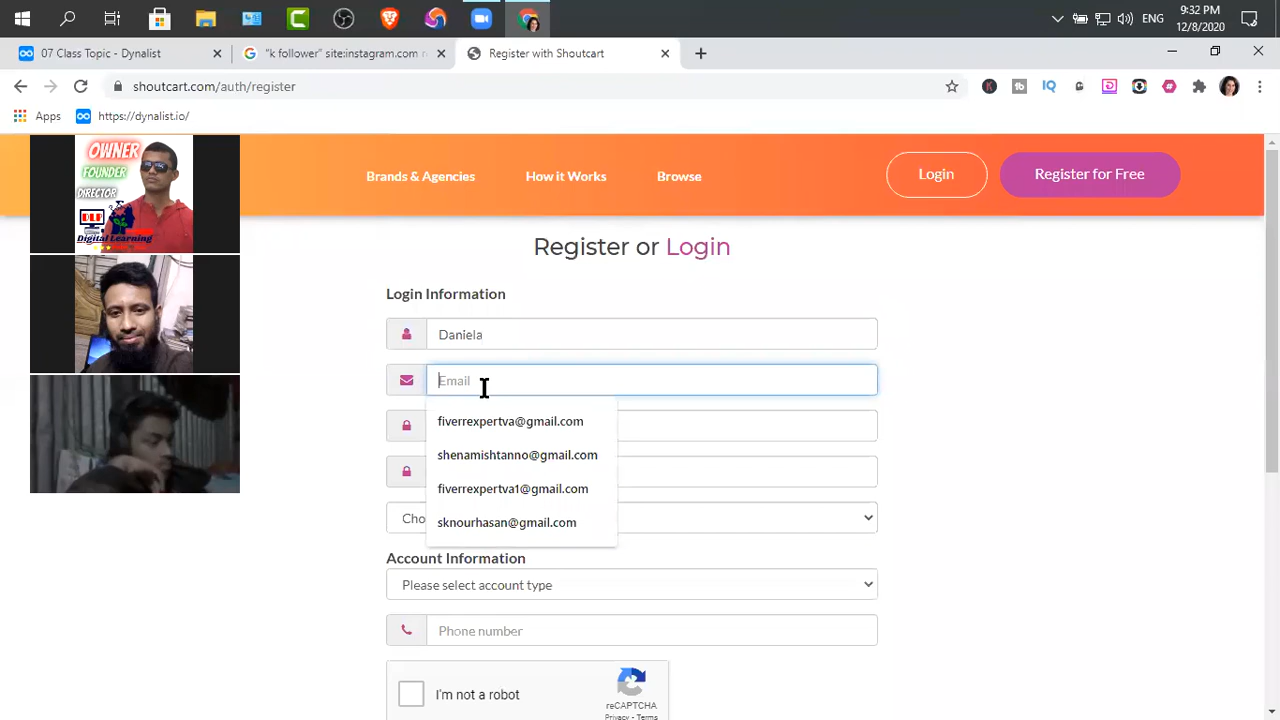 ENG
9:32 PM
12/8/2020
07 Class Topic - Dynalist
"k follower" site:instagram.com r
Register with Shoutcart
shoutcart.com/auth/register
Apps
https://dynalist.io/
OWNER
FOUNDER
DIRECTOR
DLP
Digital Learning
Brands & Agencies
How it Works
Browse
Login
Register for Free
Register or Login
Login Information
Daniela
Email
fiverrexpertva@gmail.com
shenamishtanno@gmail.com
fiverrexpertva1@gmail.com
sknourhasan@gmail.com
Cho
Account Information
Please select account type
Phone number
I'm not a robot
reCAPTCHA
Privacy - Terms